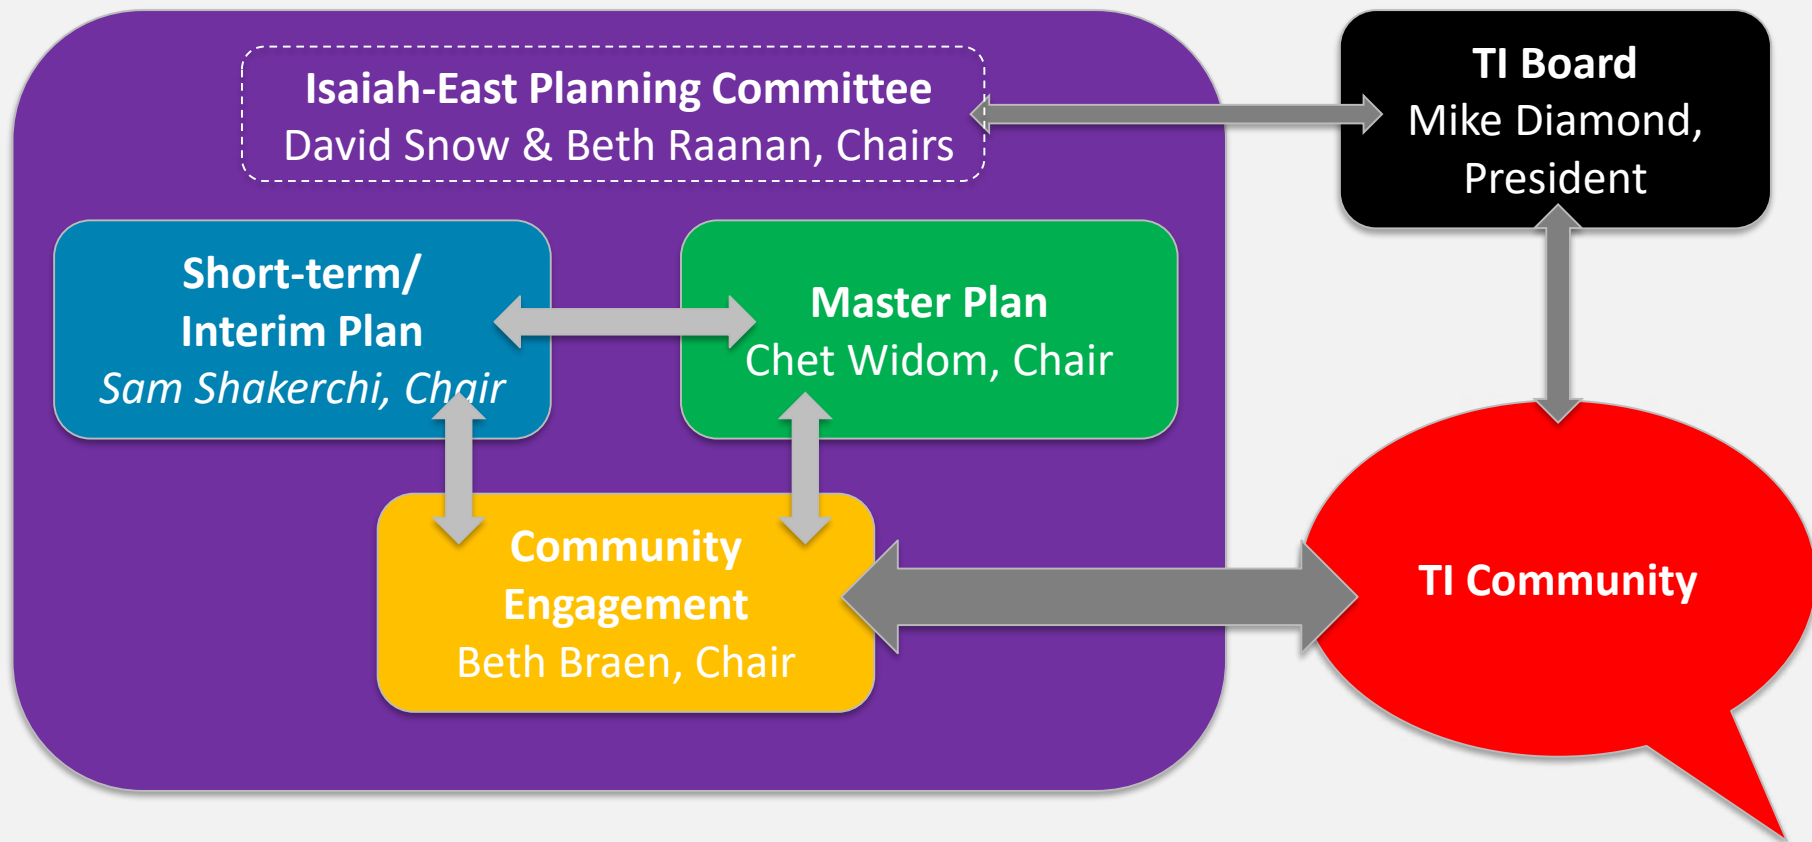 Isaiah-East Planning Committee
David Snow & Beth Raanan, Chairs
TI Board
Mike Diamond,
President
Short-term/
Interim Plan
Sam Shakerchi, Chair
Master Plan
Chet Widom, Chair
Community
Engagement
Beth Braen, Chair
TI Community